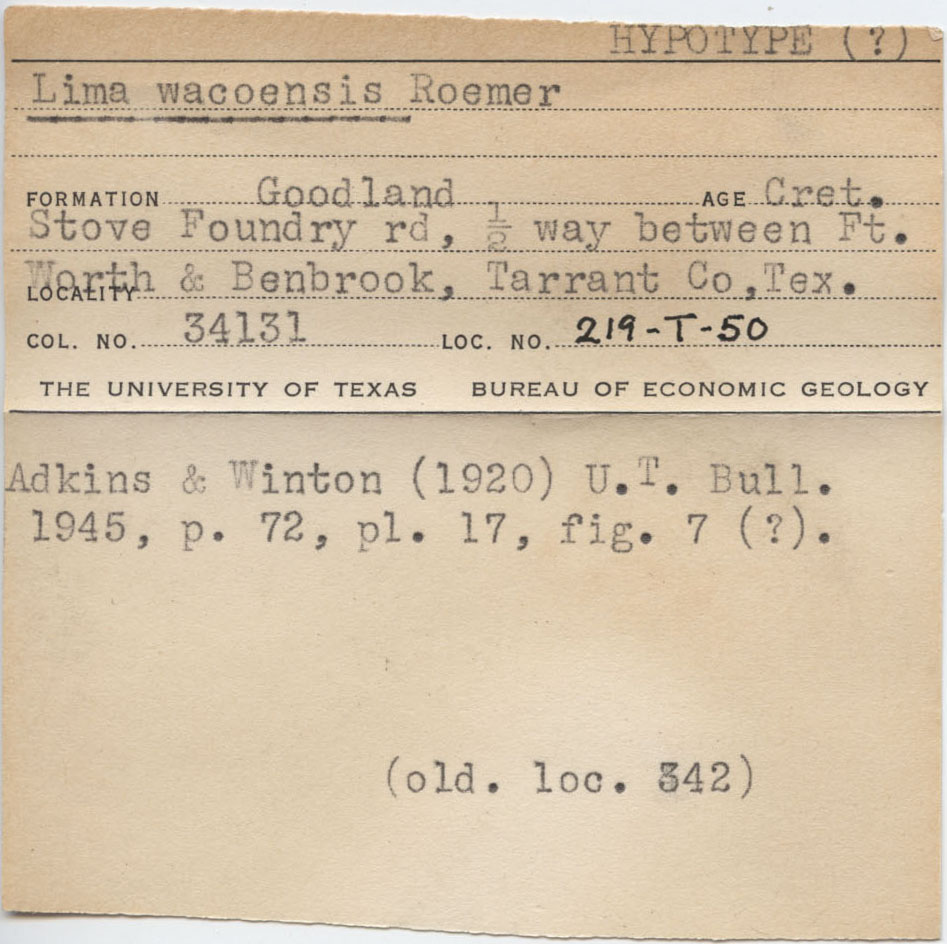 HYPOTYPE (?)
Lima wacoensis Roemer
FORMATION Goodland AGE Cret.
Stove Foundry rd, ½ way between Ft.
Worth & Benbrook, Tarrant Co, Tex.
LOCALITY
COL. NO. 34131 LOC. NO. 219-T-50
THE UNIVERSITY OF TEXAS BUREAU OF ECONOMIC GEOLOGY
Adkins & Winton (1920) U.T. Bull.
1945, p. 72, pl. 17, fig. 7 (?).
(old. loc. 342)